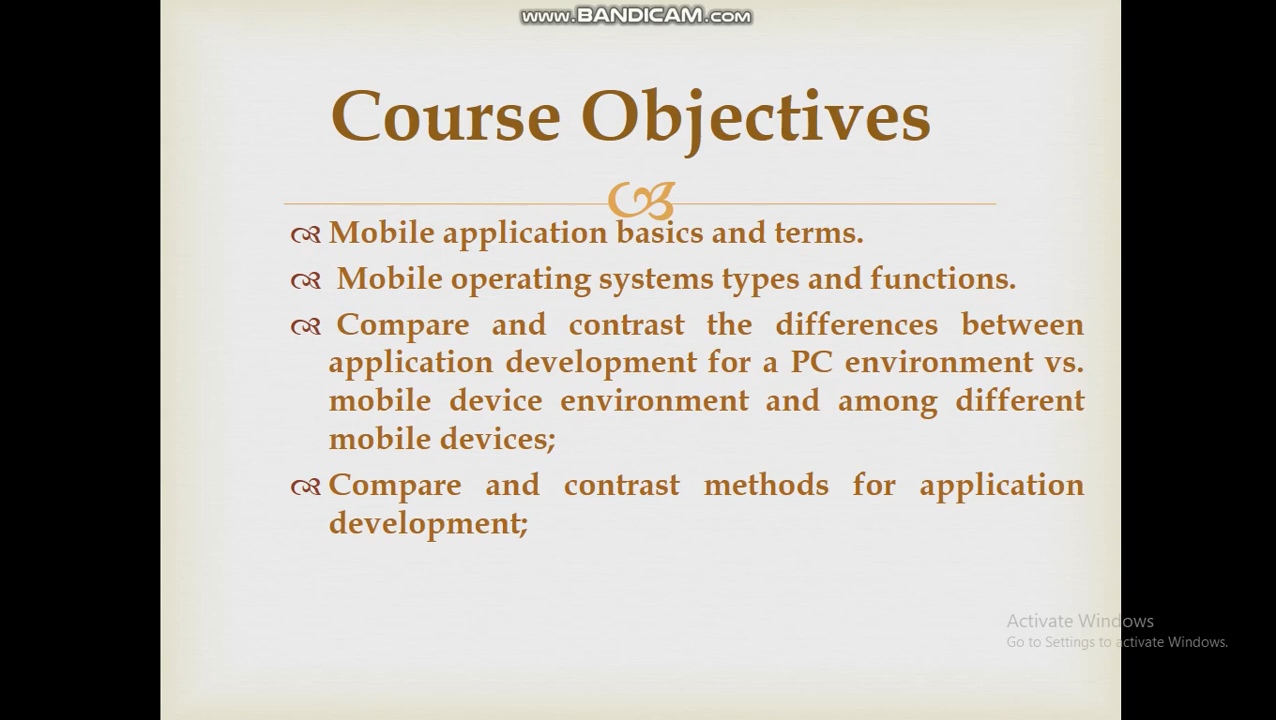 www.BANDICAM.com
Course Objectives
Mobile application basics and terms.
Mobile operating systems types and functions.
Compare and contrast the differences between
application development for a PC environment vs.
mobile device environment and among different
mobile devices;
Compare and contrast methods for application
development;
Activate Windows
Go to Settings to activate Windows.